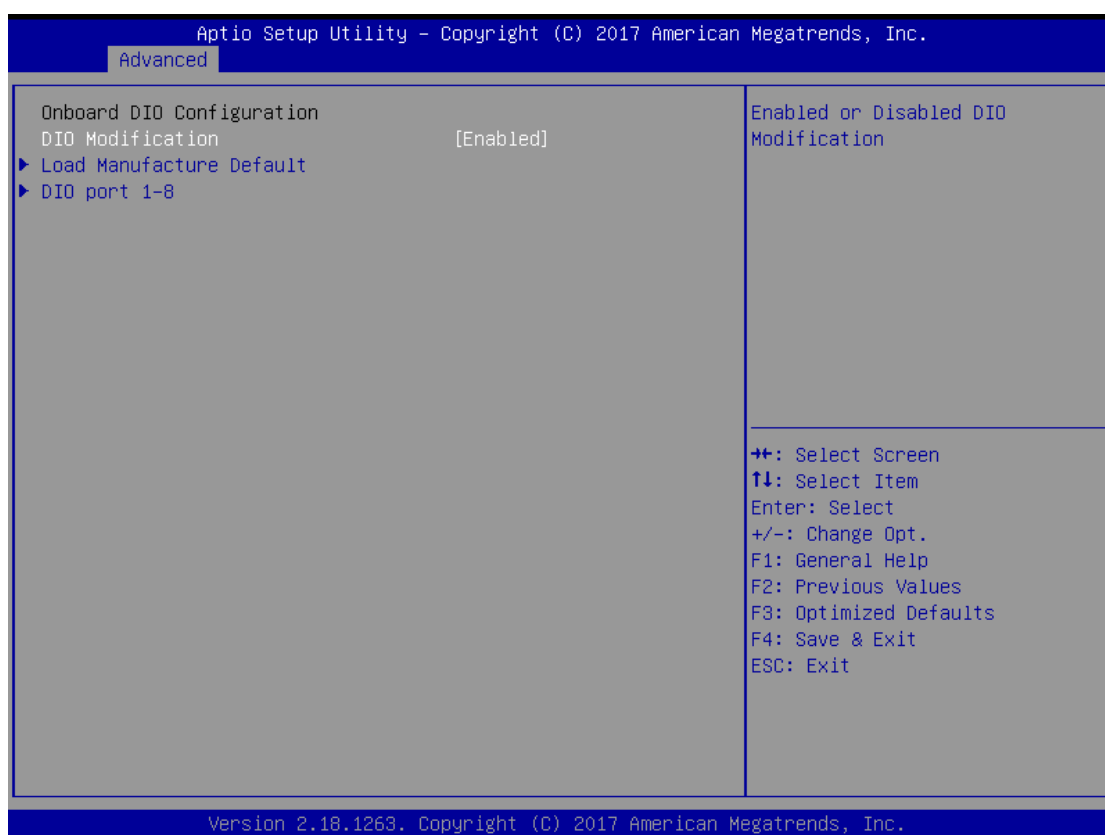 Aptio Setup Utility – Copyright (C) 2017 American Megatrends, Inc.
Advanced
Onboard DIO Configuration
DIO Modification [Enabled]
▶ Load Manufacture Default
▶ DIO port 1-8
Enabled or Disabled DIO
Modification
→←: Select Screen
↑↓: Select Item
Enter: Select
+/-: Change Opt.
F1: General Help
F2: Previous Values
F3: Optimized Defaults
F4: Save & Exit
ESC: Exit
Version 2.18.1263. Copyright (C) 2017 American Megatrends, Inc.